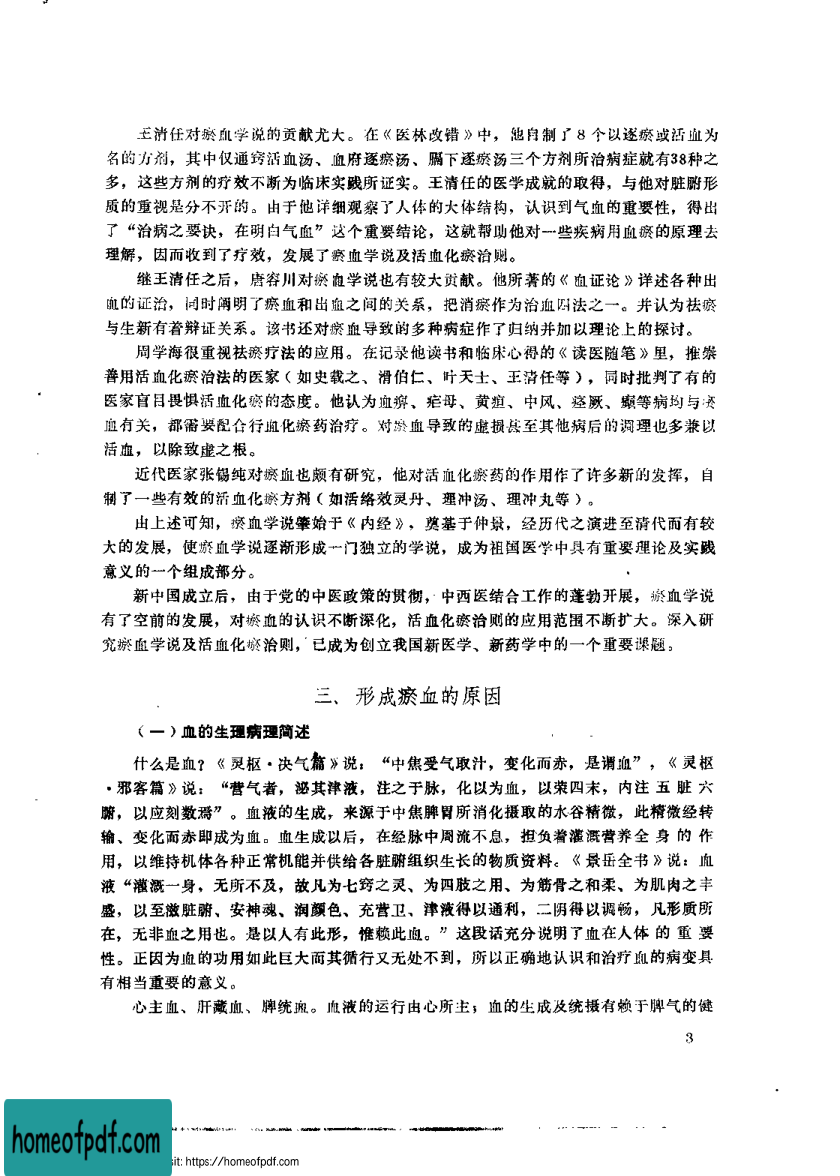 王清任对瘀血学说的贡献尤大。在《医林改错》中，他自制了8个以逐瘀或活血为
名的方剂，其中仅通窍活血汤、血府逐瘀汤、膈下逐瘀汤三个方剂所治病症就有38种之
多，这些方剂的疗效不断为临床实践所证实。王清任的医学成就的取得，与他对脏腑形
质的重视是分不开的。由于他详细观察了人体的大体结构，认识到气血的重要性，得出
了“治病之要诀，在明白气血”这个重要结论，这就帮助他对一些疾病用血瘀的原理去
理解，因而收到了疗效，发展了瘀血学说及活血化瘀治则。
继王清任之后，唐容川对瘀血学说也有较大贡献。他所著的《血证论》详述各种出
血的证治，同时阐明了瘀血和出血之间的关系，把消瘀作为治血四法之一。并认为祛瘀
与生新有着辩证关系。该书还对瘀血导致的多种病症作了归纳并加以理论上的探讨。
周学海很重视祛瘀疗法的应用。在记录他读书和临床心得的《读医随笔》里，推崇
善用活血化瘀治法的医家（如史载之、滑伯仁、叶天士、王清任等），同时批判了有的
医家盲目畏惧活血化瘀的态度。他认为血痹、疟母、黄疸、中风、痉厥、癫等病均与瘀
血有关，都需要配合行血化瘀药治疗。对瘀血导致的虚损甚至其他病后的调理也多兼以
活血，以除致虚之根。
近代医家张锡纯对瘀血也颇有研究，他对活血化瘀药的作用作了许多新的发挥，自
制了一些有效的活血化瘀方剂（如活络效灵丹、理冲汤、理冲丸等）。
由上述可知，瘀血学说肇始于《内经》，奠基于仲景，经历代之演进至清代而有较
大的发展，使瘀血学说逐渐形成一门独立的学说，成为祖国医学中具有重要理论及实践
意义的一个组成部分。
新中国成立后，由于党的中医政策的贯彻，中西医结合工作的蓬勃开展，瘀血学说
有了空前的发展，对瘀血的认识不断深化，活血化瘀治则的应用范围不断扩大。深入研
究瘀血学说及活血化瘀治则，已成为创立我国新医学、新药学中的一个重要课题。
三、形成瘀血的原因
（一）血的生理病理简述
什么是血？《灵枢·决气篇》说：“中焦受气取汁，变化而赤，是谓血”，《灵枢
·邪客篇》说：“营气者，泌其津液，注之于脉，化以为血，以荣四末，内注五脏六
腑，以应刻数焉”。血液的生成，来源于中焦脾胃所消化摄取的水谷精微，此精微经转
输、变化而赤即成为血。血生成以后，在经脉中周流不息，担负着灌溉营养全身的作
用，以维持机体各种正常机能并供给各脏腑组织生长的物质资料。《景岳全书》说：血
液“灌溉一身，无所不及，故凡为七窍之灵、为四肢之用、为筋骨之和柔、为肌肉之丰
盛，以至滋脏腑、安神魂、润颜色、充营卫、津液得以通利，二阴得以调畅，凡形质所
在，无非血之用也。是以人有此形，惟赖此血。”这段话充分说明了血在人体的重要
性。正因为血的功用如此巨大而其循行又无处不到，所以正确地认识和治疗血的病变具
有相当重要的意义。
心主血、肝藏血、脾统血。血液的运行由心所主；血的生成及统摄有赖于脾气的健
3
homeofpdf.com
sit: https://homeofpdf.com